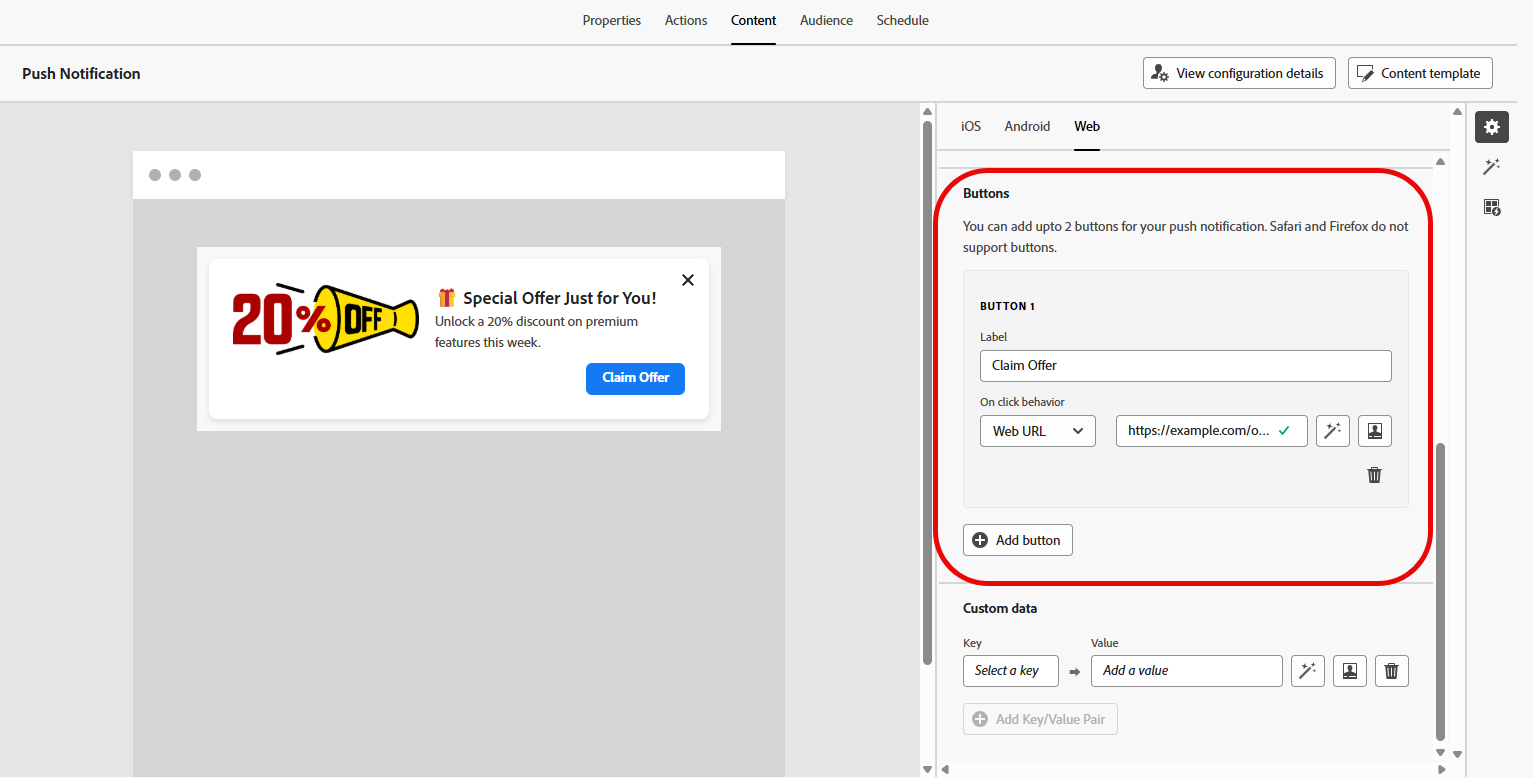 Properties Actions Content Audience Schedule
Push Notification
View configuration details
Content template
20% OFF
Special Offer Just for You!
Unlock a 20% discount on premium
features this week.
Claim Offer
iOS Android Web
Buttons
You can add upto 2 buttons for your push notification. Safari and Firefox do not
support buttons.
BUTTON 1
Label
Claim Offer
On click behavior
Web URL
https://example.com/o...
Add button
Custom data
Key Value
Select a key
Add a value
Add Key/Value Pair